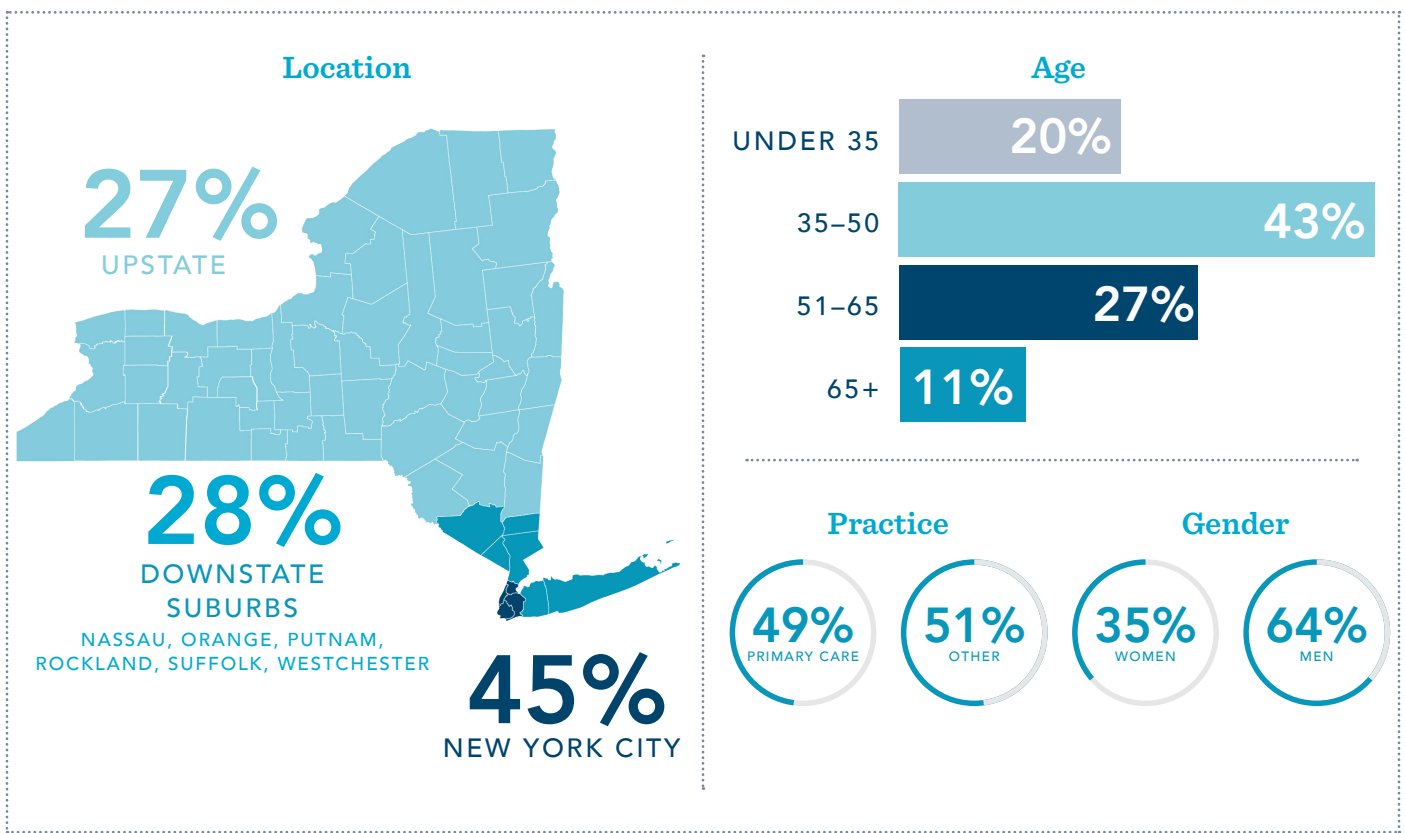 Location
27%
UPSTATE
28%
DOWNSTATE
SUBURBS
NASSAU, ORANGE, PUTNAM,
ROCKLAND, SUFFOLK, WESTCHESTER
45%
NEW YORK CITY
Age
UNDER 35 20%
35–50 43%
51–65 27%
65+ 11%
Practice
49%
PRIMARY CARE
51%
OTHER
Gender
35%
WOMEN
64%
MEN